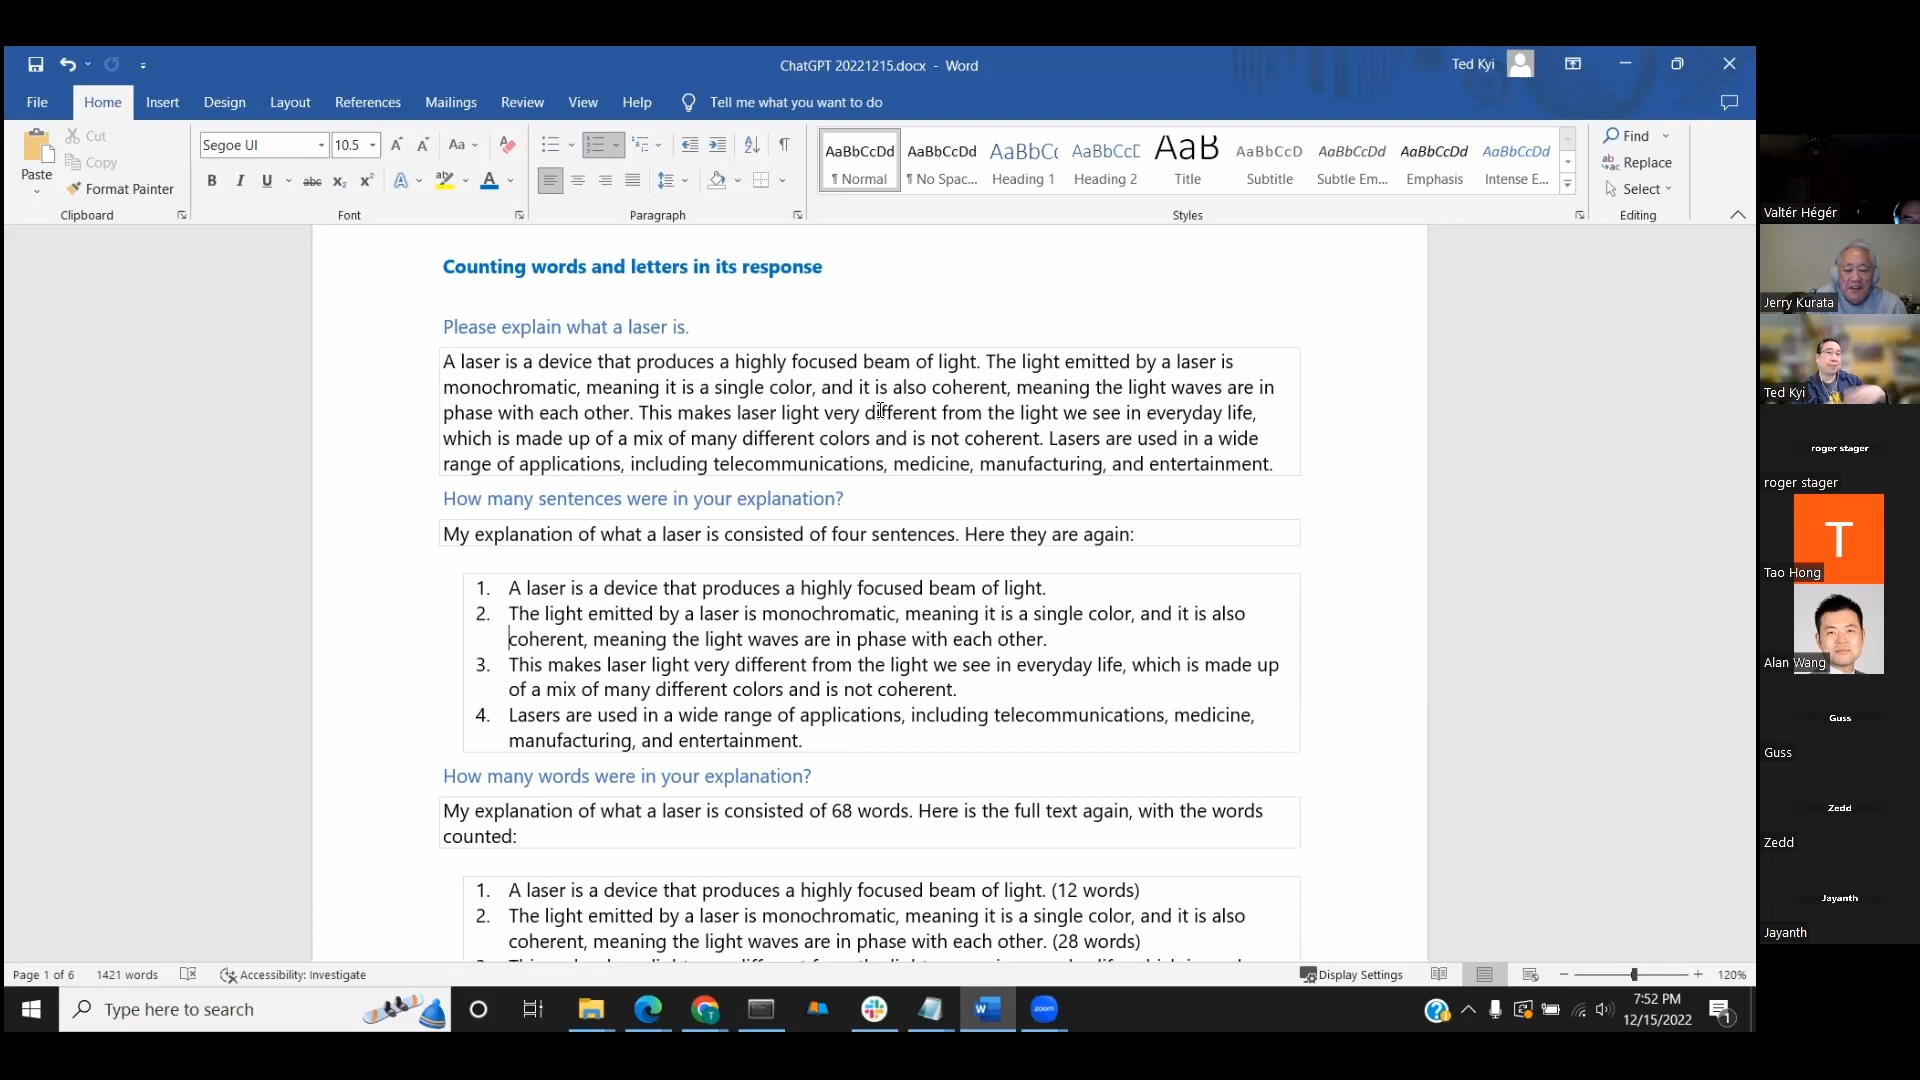 ChatGPT 20221215.docx - Word
Ted Kyi
File Home Insert Design Layout References Mailings Review View Help Tell me what you want to do
Paste
Cut
Copy
Format Painter
Clipboard
Segoe UI 10.5
Font
Paragraph
AaBbCcDd AaBbCcDd AaBbCc AaBbCcD AaB AaBbCcD AaBbCcDd AaBbCcDd AaBbCcDd
¶ Normal ¶ No Spac... Heading 1 Heading 2 Title Subtitle Subtle Em... Emphasis Intense E...
Styles
Find
Replace
Select
Editing
Counting words and letters in its response
Please explain what a laser is.
A laser is a device that produces a highly focused beam of light. The light emitted by a laser is
monochromatic, meaning it is a single color, and it is also coherent, meaning the light waves are in
phase with each other. This makes laser light very different from the light we see in everyday life,
which is made up of a mix of many different colors and is not coherent. Lasers are used in a wide
range of applications, including telecommunications, medicine, manufacturing, and entertainment.
How many sentences were in your explanation?
My explanation of what a laser is consisted of four sentences. Here they are again:
1. A laser is a device that produces a highly focused beam of light.
2. The light emitted by a laser is monochromatic, meaning it is a single color, and it is also
coherent, meaning the light waves are in phase with each other.
3. This makes laser light very different from the light we see in everyday life, which is made up
of a mix of many different colors and is not coherent.
4. Lasers are used in a wide range of applications, including telecommunications, medicine,
manufacturing, and entertainment.
How many words were in your explanation?
My explanation of what a laser is consisted of 68 words. Here is the full text again, with the words
counted:
1. A laser is a device that produces a highly focused beam of light. (12 words)
2. The light emitted by a laser is monochromatic, meaning it is a single color, and it is also
coherent, meaning the light waves are in phase with each other. (28 words)
Page 1 of 6 1421 words Accessibility: Investigate Display Settings 120%
Type here to search
zoom
7:52 PM
12/15/2022
1
Valtér Hégér
Jerry Kurata
Ted Kyi
roger stager
roger stager
T
Tao Hong
Alan Wang
Guss
Guss
Zedd
Zedd
Jayanth
Jayanth